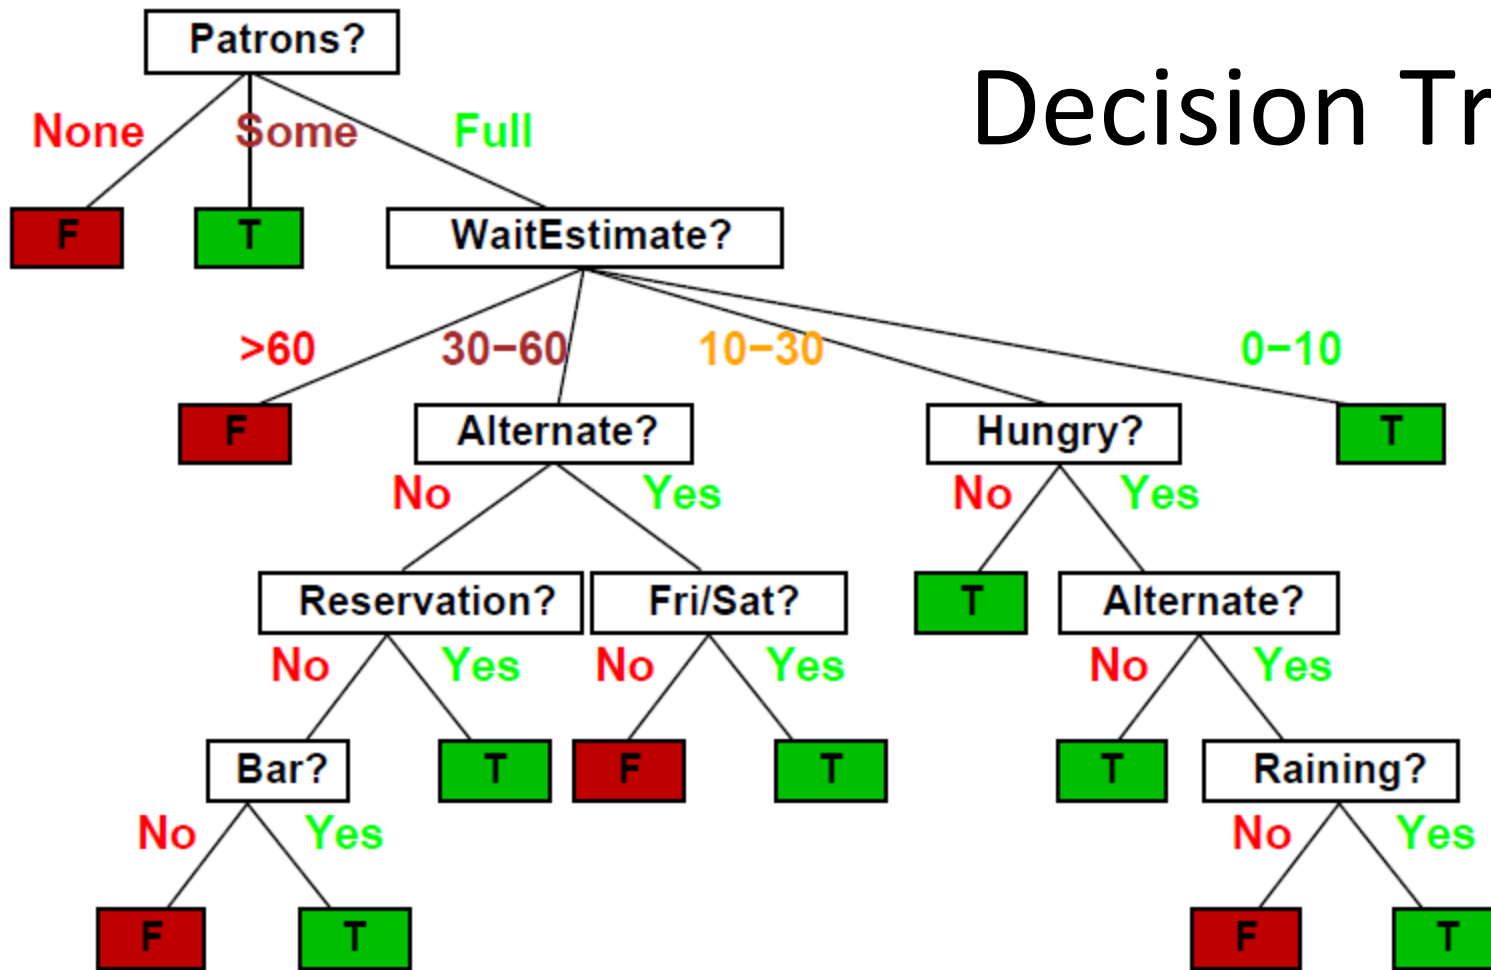 Patrons?
Decision Tr
None Some Full
F T WaitEstimate?
>60 30−60 10−30 0−10
F Alternate? Hungry? T
No Yes No Yes
Reservation? Fri/Sat? T Alternate?
No Yes No Yes No Yes
Bar? T F T T Raining?
No Yes No Yes
F T F T